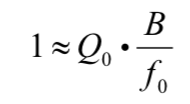 1 ≈ Q₀ • B/f₀